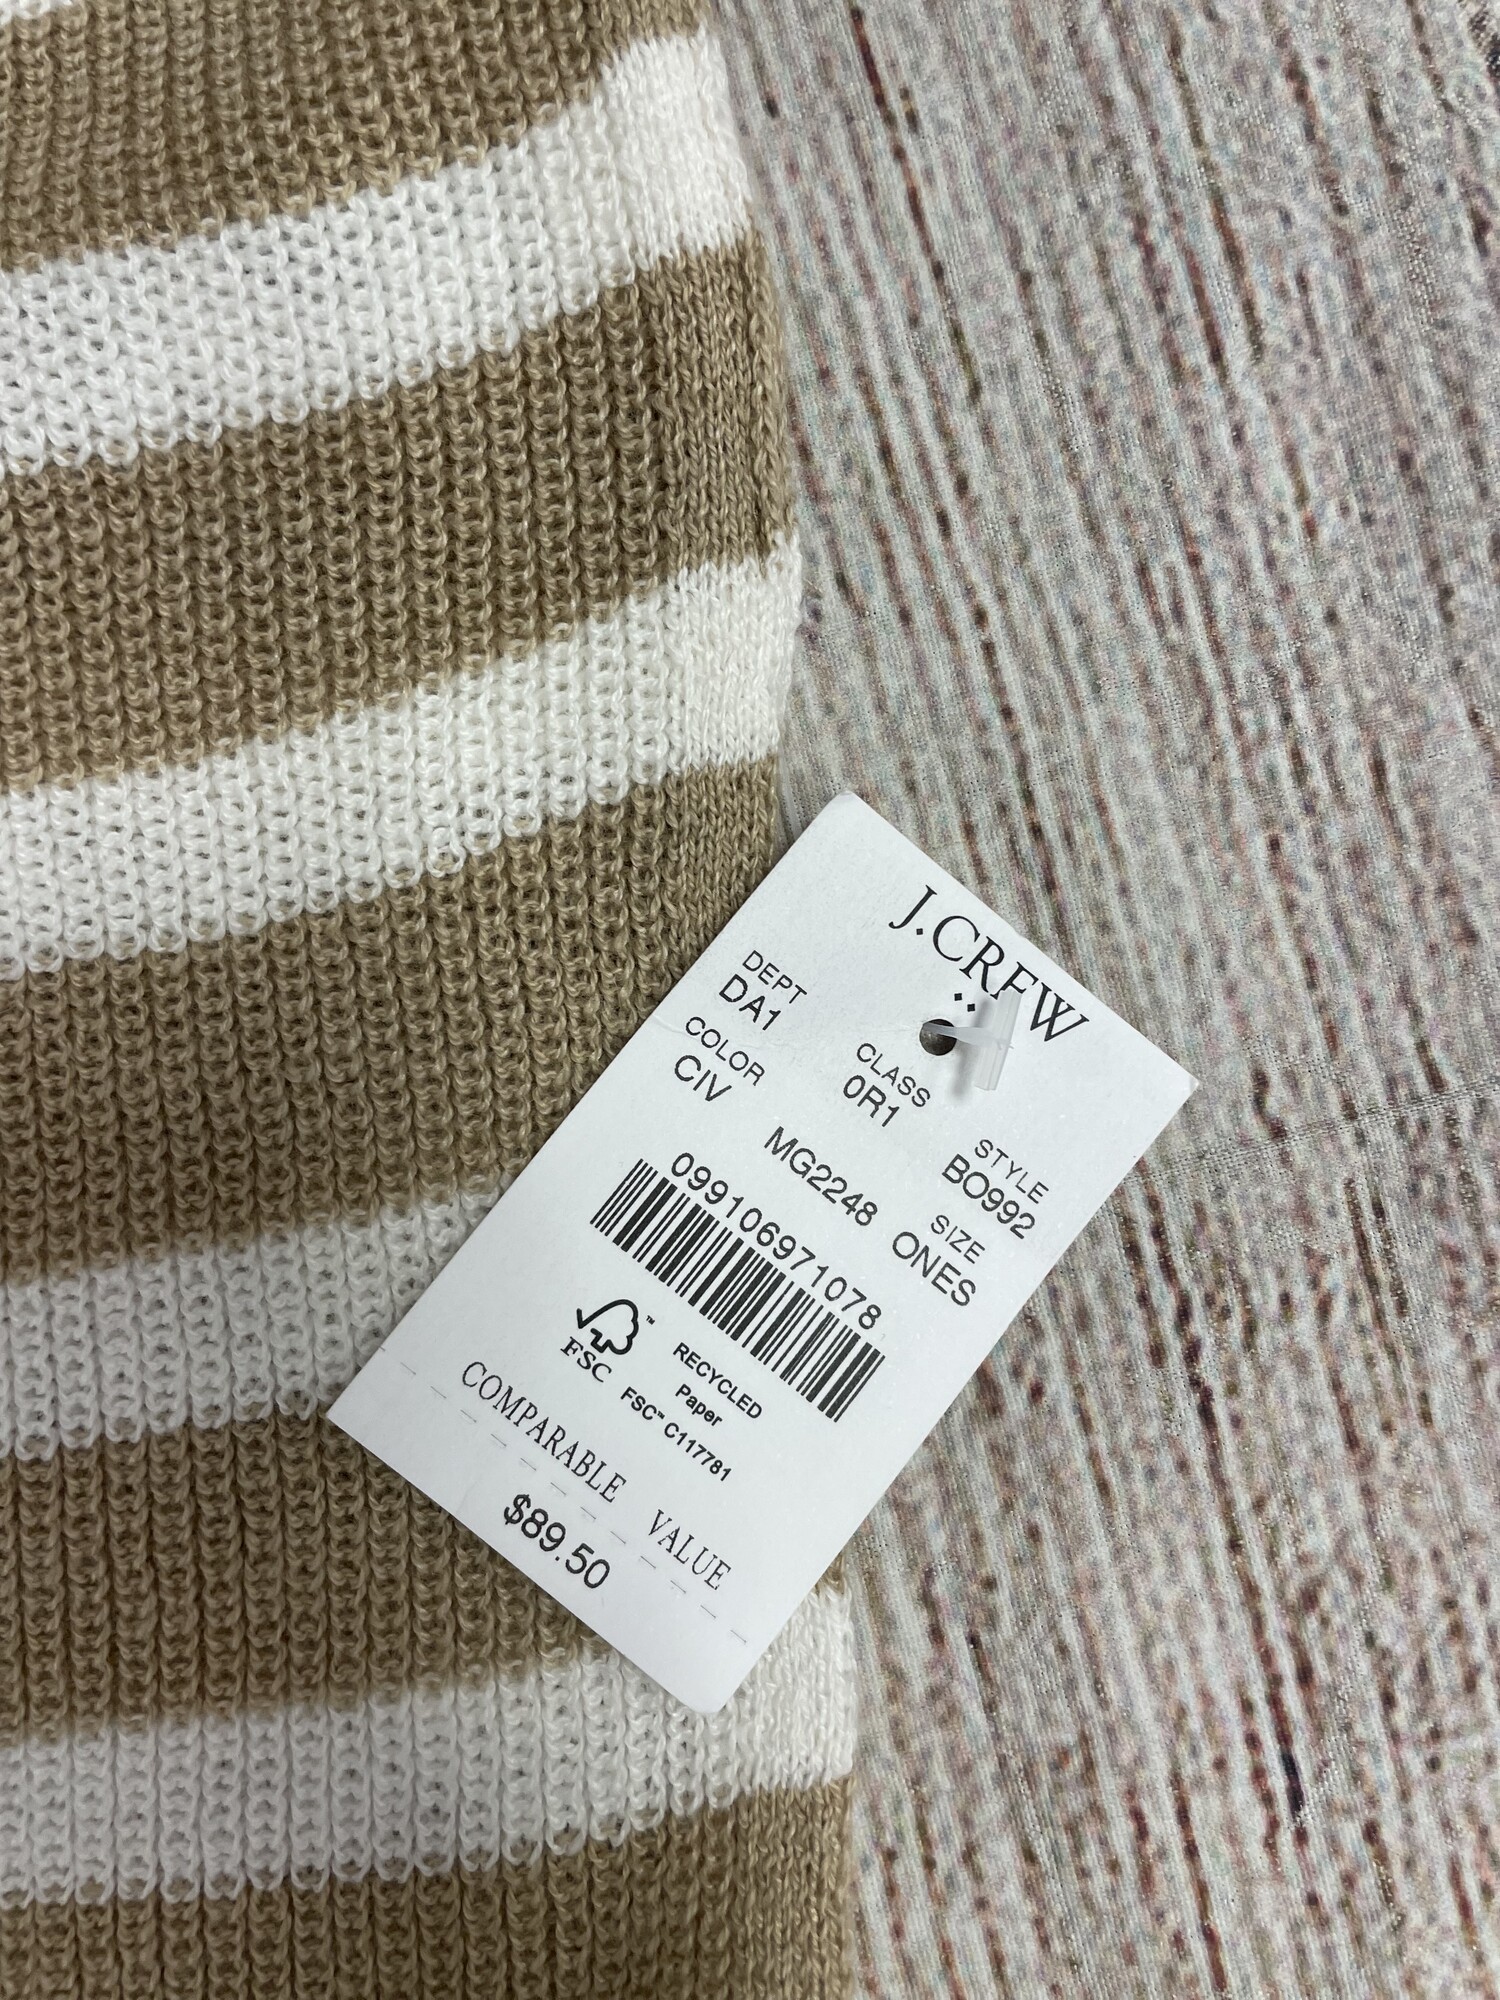 J.CREW
DEPT CLASS STYLE
DA1 0R1 BO992
COLOR SIZE
CIV MG2248 ONES
099106971078
FSC™
RECYCLED
Paper
FSC™ C117781
COMPARABLE VALUE
$89.50